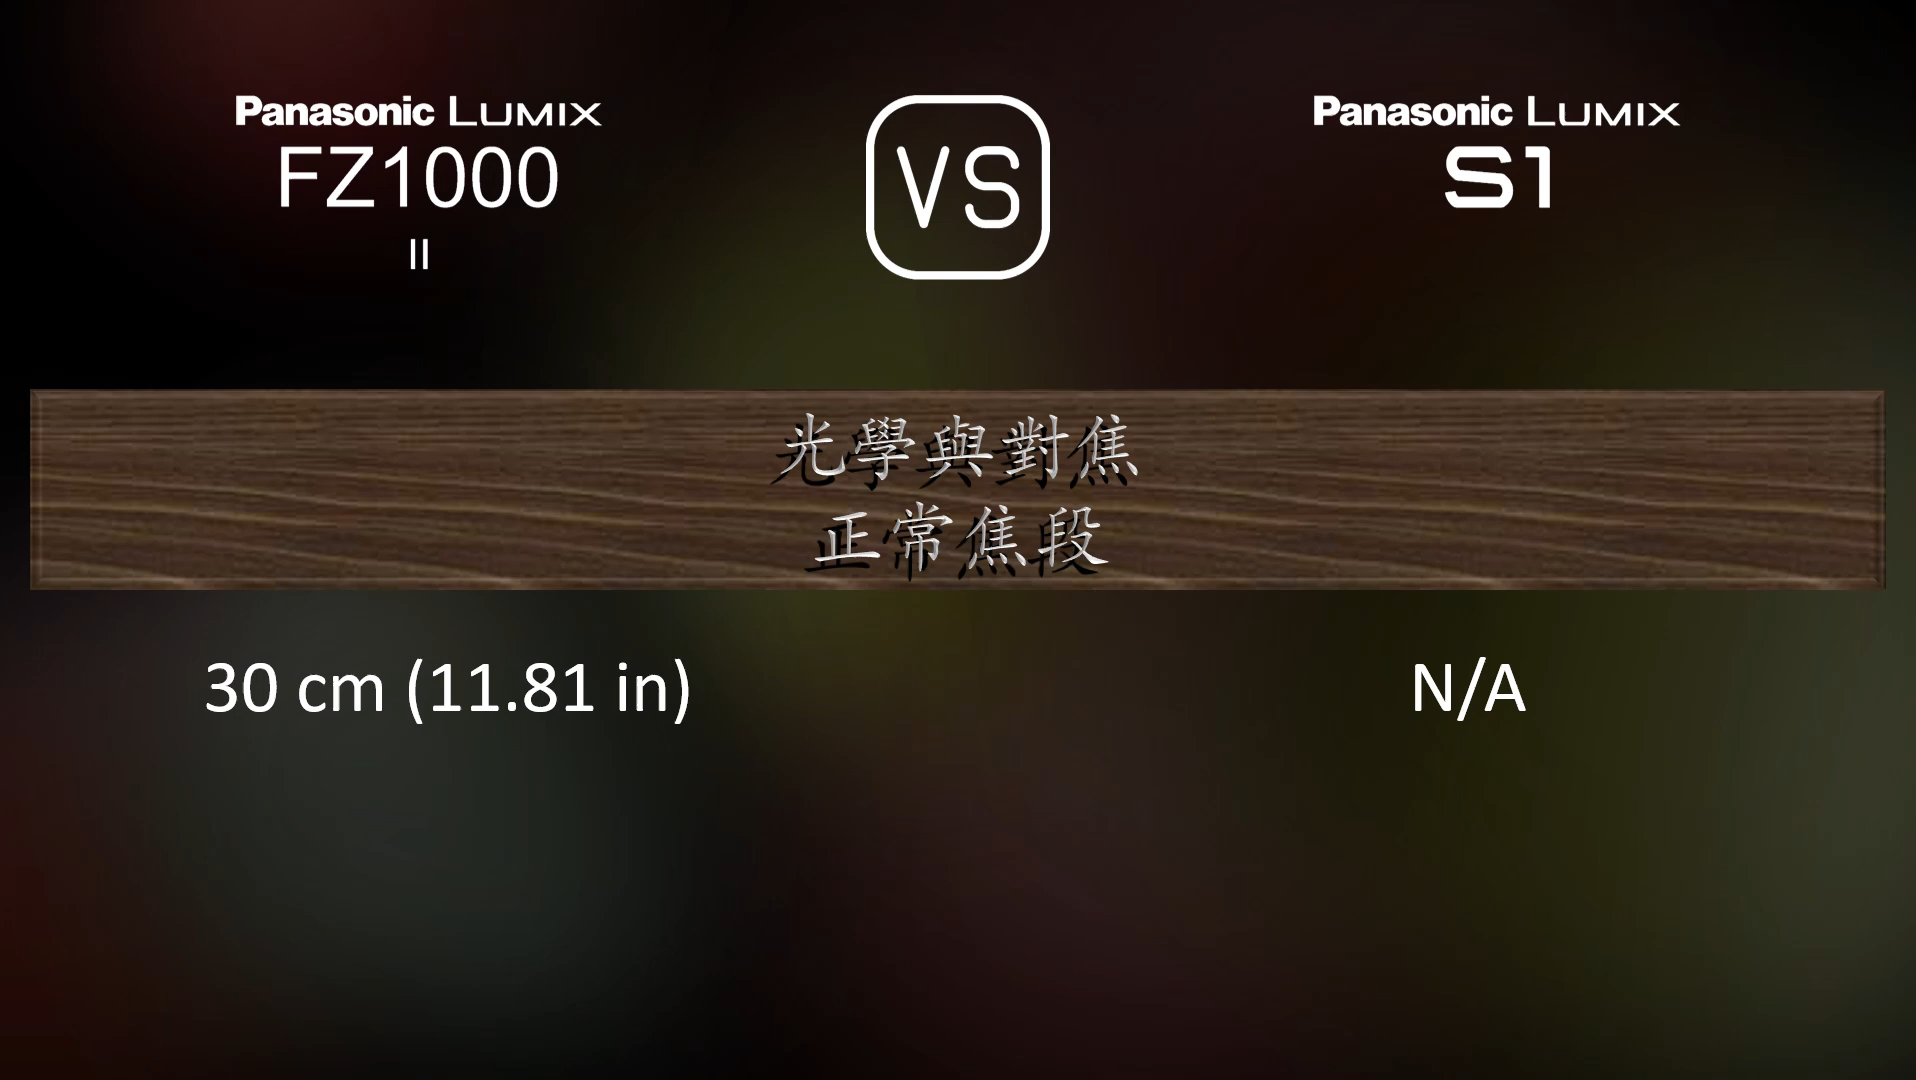 Panasonic LUMIX
FZ1000
II
VS
Panasonic LUMIX
S1
光學與對焦
正常焦段
30 cm (11.81 in)
N/A